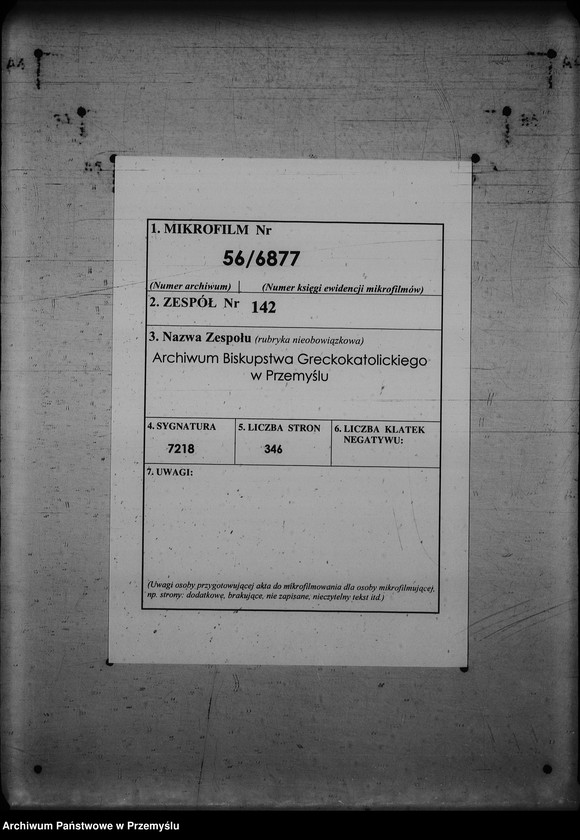 1. MIKROFILM Nr
56/6877
(Numer archiwum) | (Numer księgi ewidencji mikrofilmów)
2. ZESPÓŁ Nr 142
3. Nazwa Zespołu (rubryka nieobowiązkowa)
Archiwum Biskupstwa Greckokatolickiego
w Przemyślu
4. SYGNATURA
7218
5. LICZBA STRON
346
6. LICZBA KLATEK
NEGATYWU:
7. UWAGI:
(Uwagi osoby przygotowującej akta do mikrofilmowania dla osoby mikrofilmującej,
np. strony: dodatkowe, brakujące, nie zapisane, nieczytelny tekst itd.)
Archiwum Państwowe w Przemyślu